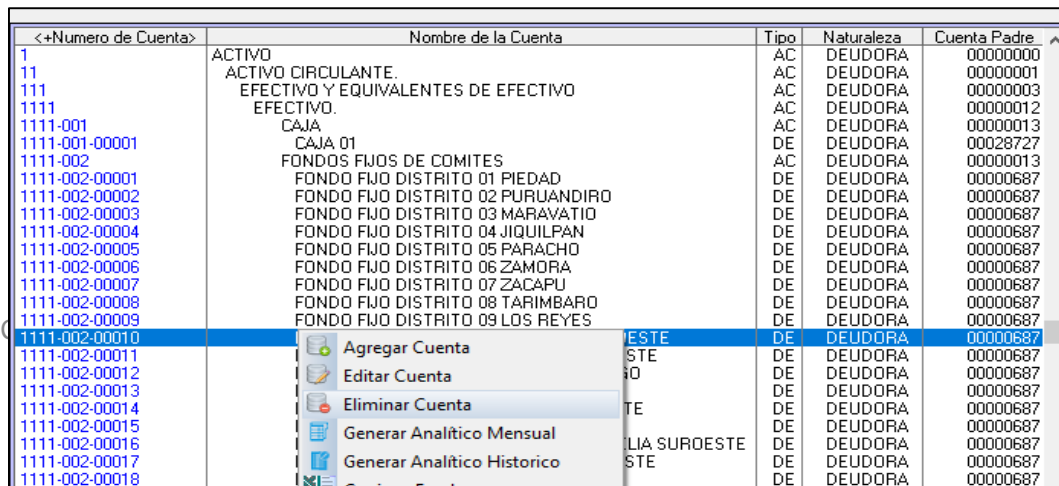 <+Numero de Cuenta> Nombre de la Cuenta Tipo Naturaleza Cuenta Padre
1 ACTIVO AC DEUDORA 00000000
11 ACTIVO CIRCULANTE. AC DEUDORA 00000001
111 EFECTIVO Y EQUIVALENTES DE EFECTIVO AC DEUDORA 00000003
1111 EFECTIVO. AC DEUDORA 00000012
1111-001 CAJA AC DEUDORA 00000013
1111-001-00001 CAJA 01 DE DEUDORA 00028727
1111-002 FONDOS FIJOS DE COMITES AC DEUDORA 00000013
1111-002-00001 FONDO FIJO DISTRITO 01 PIEDAD DE DEUDORA 00000687
1111-002-00002 FONDO FIJO DISTRITO 02 PURUANDIRO DE DEUDORA 00000687
1111-002-00003 FONDO FIJO DISTRITO 03 MARAVATIO DE DEUDORA 00000687
1111-002-00004 FONDO FIJO DISTRITO 04 JIQUILPAN DE DEUDORA 00000687
1111-002-00005 FONDO FIJO DISTRITO 05 PARACHO DE DEUDORA 00000687
1111-002-00006 FONDO FIJO DISTRITO 06 ZAMORA DE DEUDORA 00000687
1111-002-00007 FONDO FIJO DISTRITO 07 ZACAPU DE DEUDORA 00000687
1111-002-00008 FONDO FIJO DISTRITO 08 TARIMBARO DE DEUDORA 00000687
1111-002-00009 FONDO FIJO DISTRITO 09 LOS REYES DE DEUDORA 00000687
1111-002-00010 ESTE DE DEUDORA 00000687
1111-002-00011 STE DE DEUDORA 00000687
1111-002-00012 GO DE DEUDORA 00000687
1111-002-00013 DE DEUDORA 00000687
1111-002-00014 TE DE DEUDORA 00000687
1111-002-00015 DE DEUDORA 00000687
1111-002-00016 LIA SUROESTE DE DEUDORA 00000687
1111-002-00017 STE DE DEUDORA 00000687
1111-002-00018 DE DEUDORA 00000687
Agregar Cuenta
Editar Cuenta
Eliminar Cuenta
Generar Analítico Mensual
Generar Analítico Historico